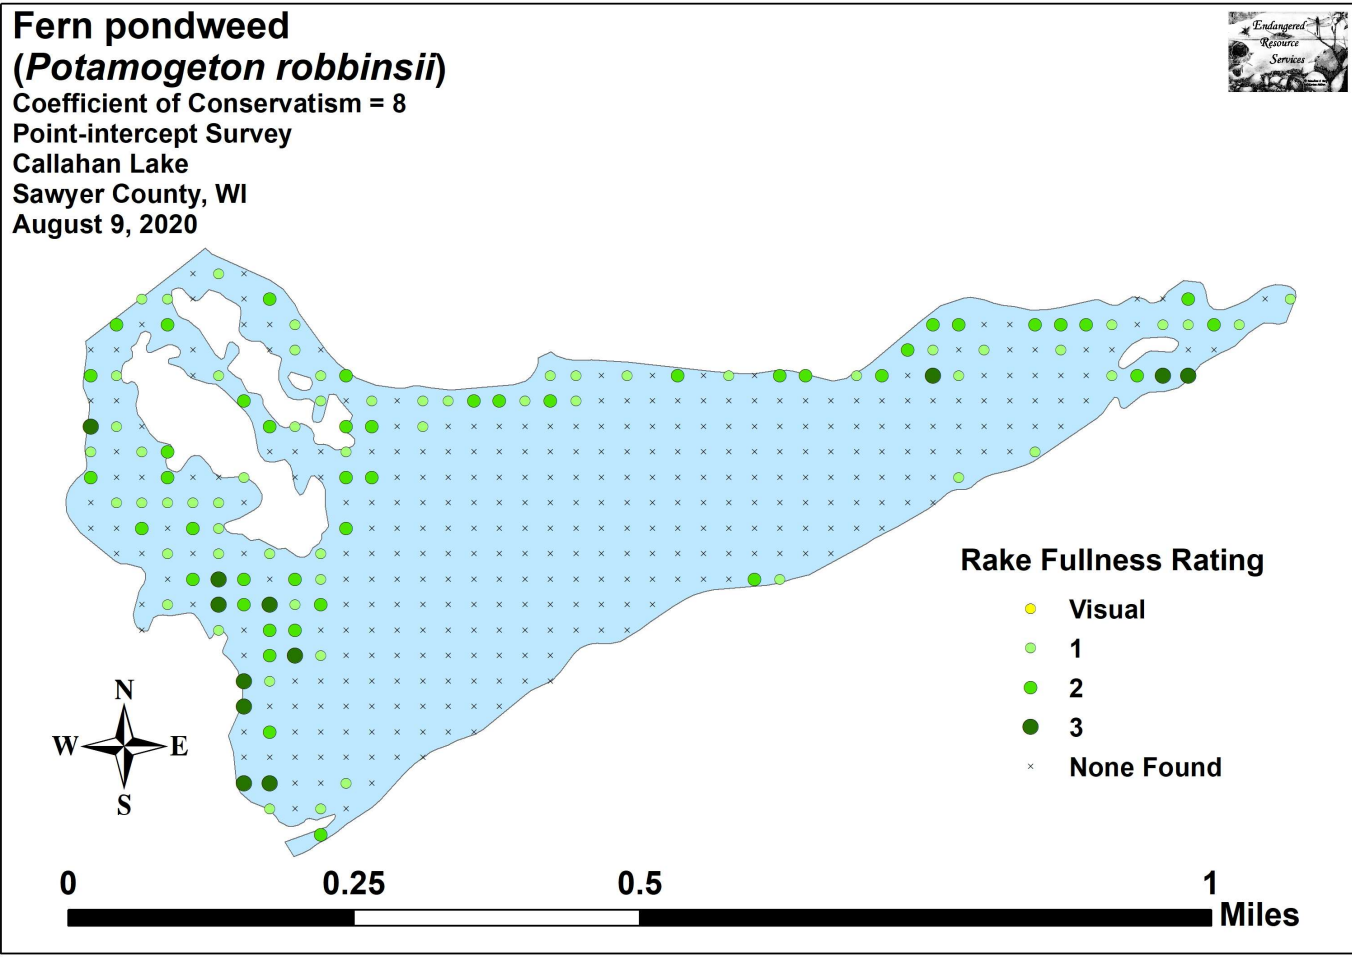 Fern pondweed
(Potamogeton robbinsii)
Coefficient of Conservatism = 8
Point-intercept Survey
Callahan Lake
Sawyer County, WI
August 9, 2020
Endangered
Resource
Services
Rake Fullness Rating
Visual
1
2
3
None Found
N
W E
S
0 0.25 0.5 1
Miles